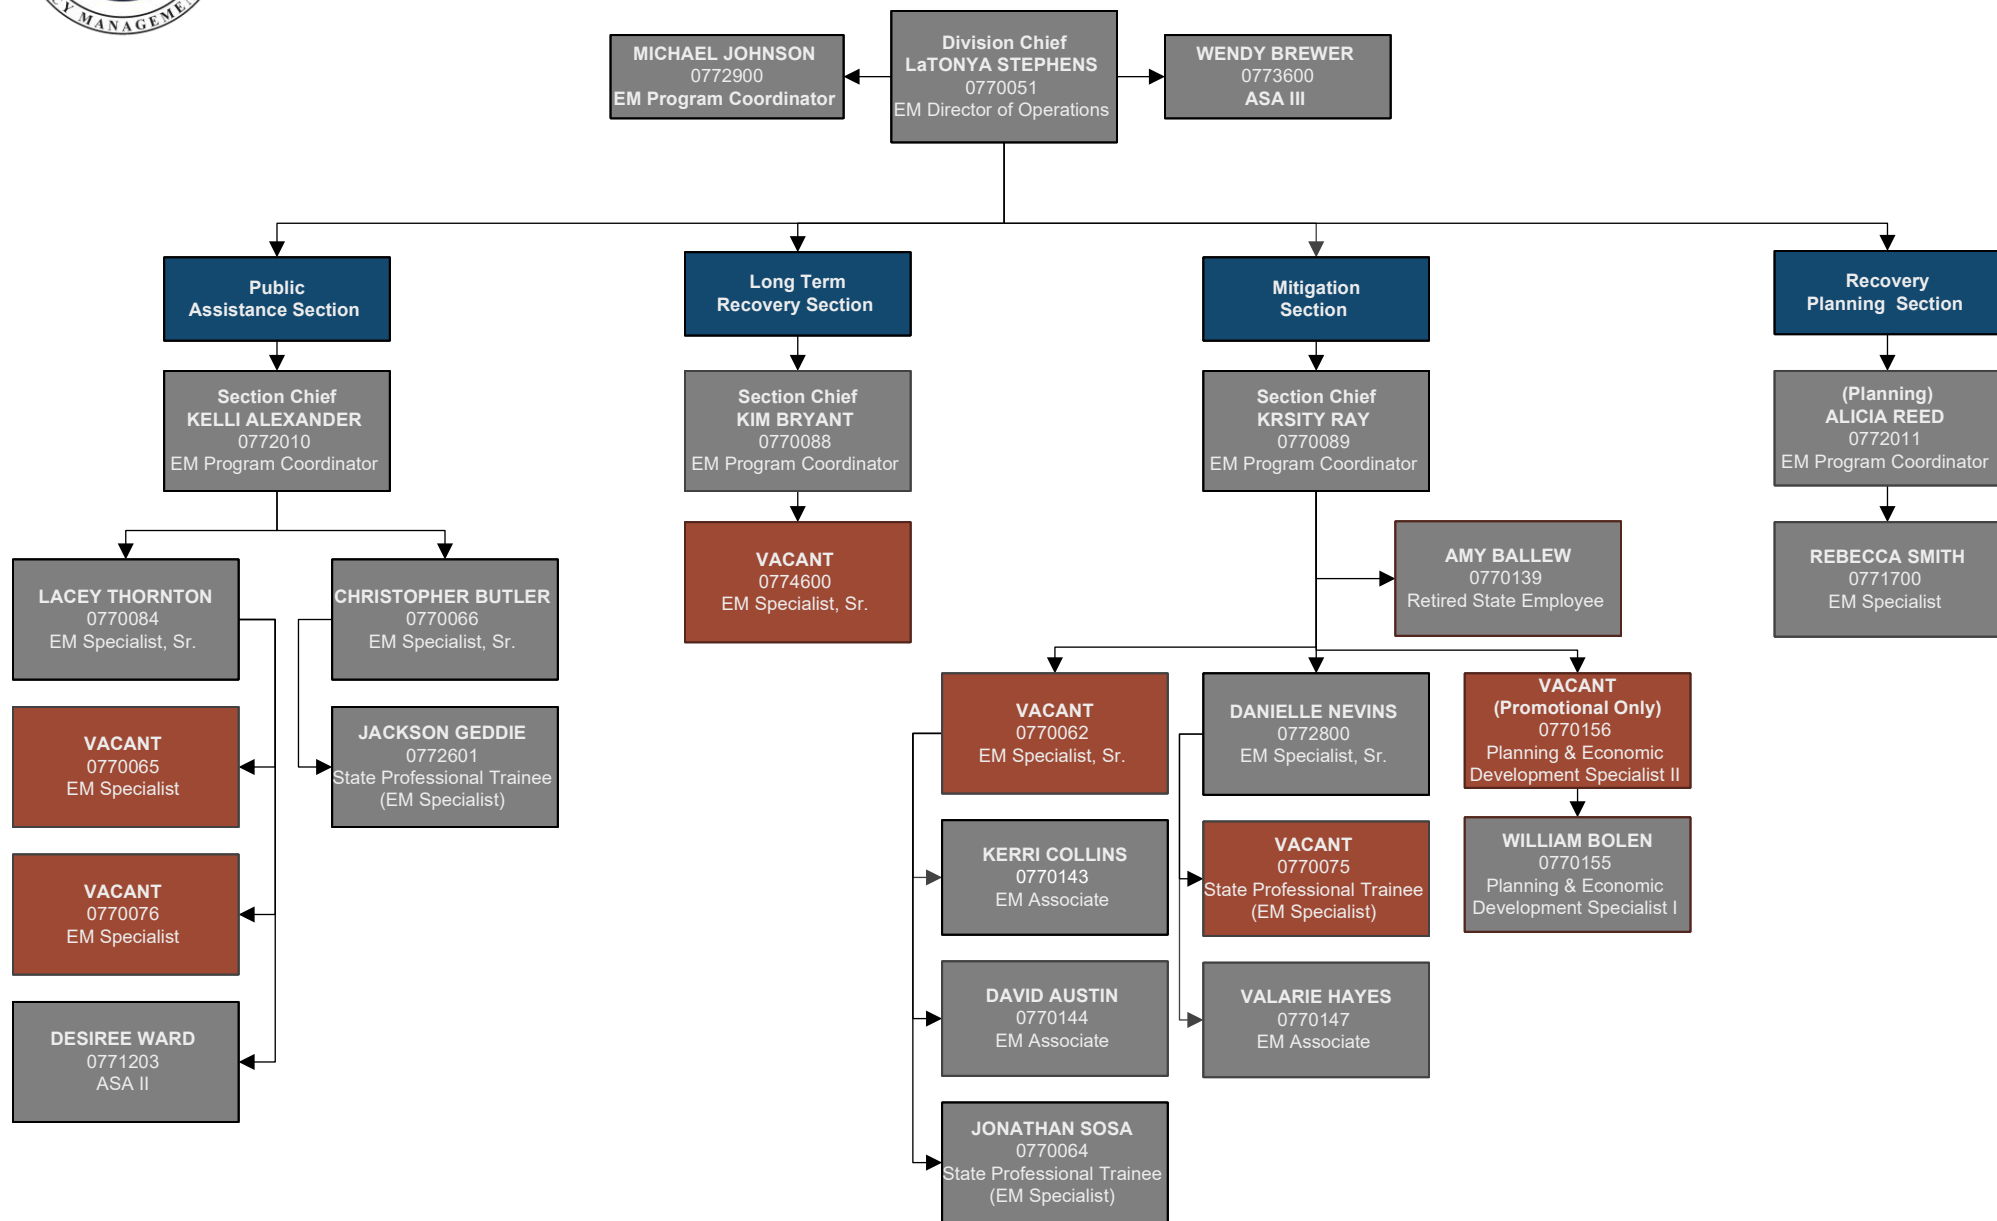 CY MANAGEME
MICHAEL JOHNSON
0772900
EM Program Coordinator
Division Chief
LaTONYA STEPHENS
0770051
EM Director of Operations
WENDY BREWER
0773600
ASA III
Public
Assistance Section
Long Term
Recovery Section
Mitigation
Section
Recovery
Planning Section
Section Chief
KELLI ALEXANDER
0772010
EM Program Coordinator
Section Chief
KIM BRYANT
0770088
EM Program Coordinator
Section Chief
KRSITY RAY
0770089
EM Program Coordinator
(Planning)
ALICIA REED
0772011
EM Program Coordinator
LACEY THORNTON
0770084
EM Specialist, Sr.
CHRISTOPHER BUTLER
0770066
EM Specialist, Sr.
VACANT
0774600
EM Specialist, Sr.
AMY BALLEW
0770139
Retired State Employee
REBECCA SMITH
0771700
EM Specialist
VACANT
0770065
EM Specialist
JACKSON GEDDIE
0772601
State Professional Trainee
(EM Specialist)
VACANT
0770062
EM Specialist, Sr.
DANIELLE NEVINS
0772800
EM Specialist, Sr.
VACANT
(Promotional Only)
0770156
Planning & Economic
Development Specialist II
VACANT
0770076
EM Specialist
KERRI COLLINS
0770143
EM Associate
VACANT
0770075
State Professional Trainee
(EM Specialist)
WILLIAM BOLEN
0770155
Planning & Economic
Development Specialist I
DESIREE WARD
0771203
ASA II
DAVID AUSTIN
0770144
EM Associate
VALARIE HAYES
0770147
EM Associate
JONATHAN SOSA
0770064
State Professional Trainee
(EM Specialist)